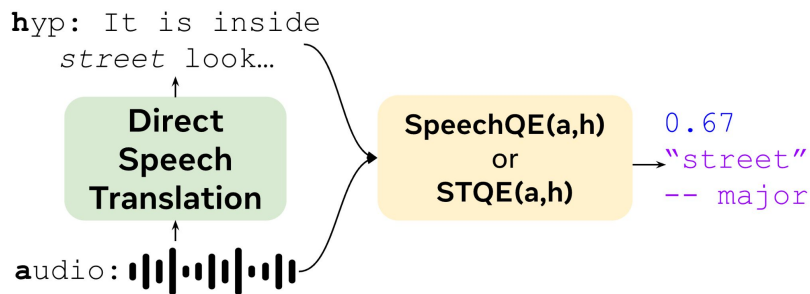 hyp: It is inside
street look…
Direct
Speech
Translation
audio:
SpeechQE(a,h)
or
STQE(a,h)
0.67
“street”
-- major